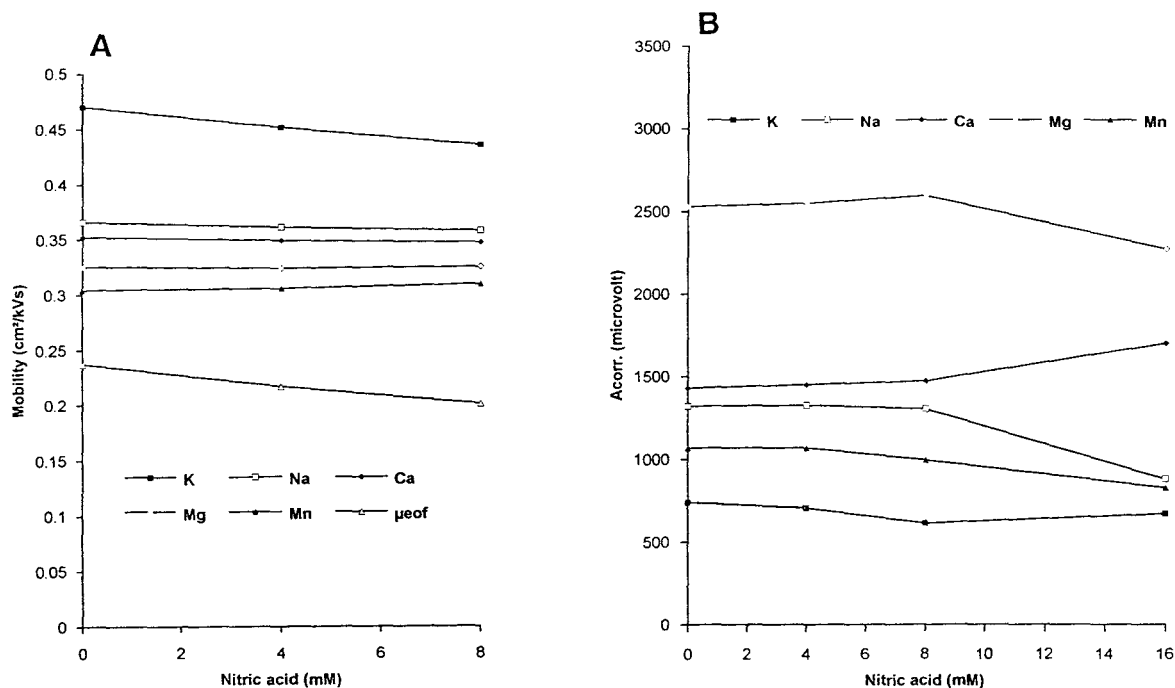 A
0.5
0.45
0.4
0.35
0.3
0.25
0.2
0.15
0.1
0.05
0
Mobility (cm²/kVs)
K Na Ca
Mg Mn µeof
0 2 4 6 8
Nitric acid (mM)
B
3500
3000
2500
2000
1500
1000
500
0
Acorr. (microvolt)
K Na Ca Mg Mn
0 2 4 6 8 10 12 14 16
Nitric acid (mM)